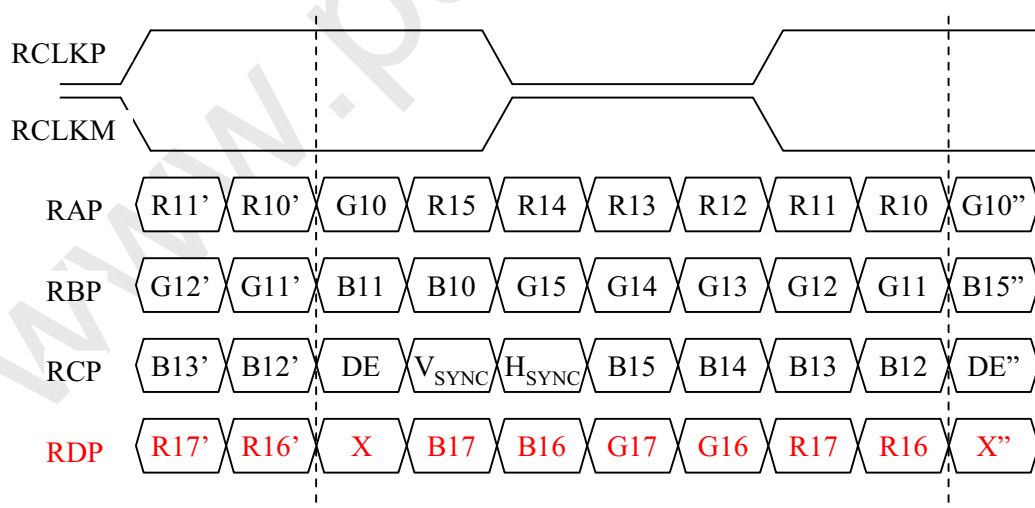 www.p
RCLKP
RCLKM
RAP R11’ R10’ G10 R15 R14 R13 R12 R11 R10 G10”
RBP G12’ G11’ B11 B10 G15 G14 G13 G12 G11 B15”
RCP B13’ B12’ DE VSYNC HSYNC B15 B14 B13 B12 DE”
RDP R17’ R16’ X B17 B16 G17 G16 R17 R16 X”